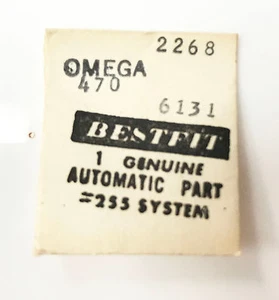 2268
OMEGA
470
6131
BESTFIT
1 GENUINE
AUTOMATIC PART
=255 SYSTEM